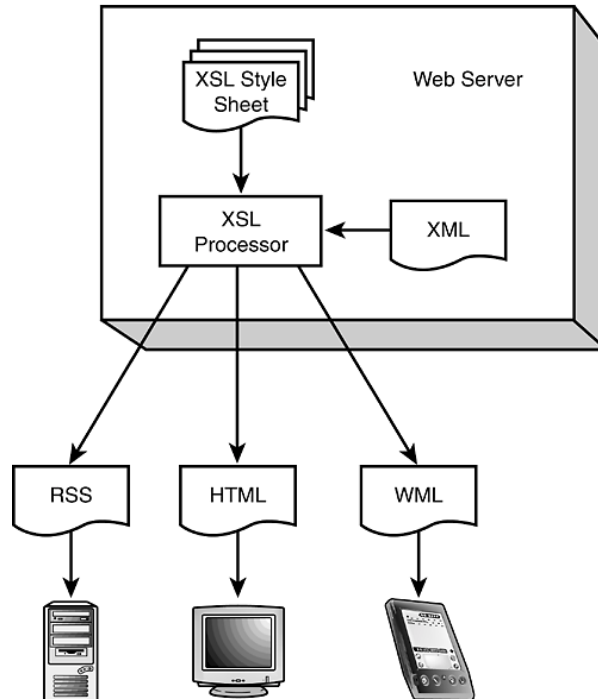 XSL Style
Sheet
Web Server
XSL
Processor
XML
RSS
HTML
WML